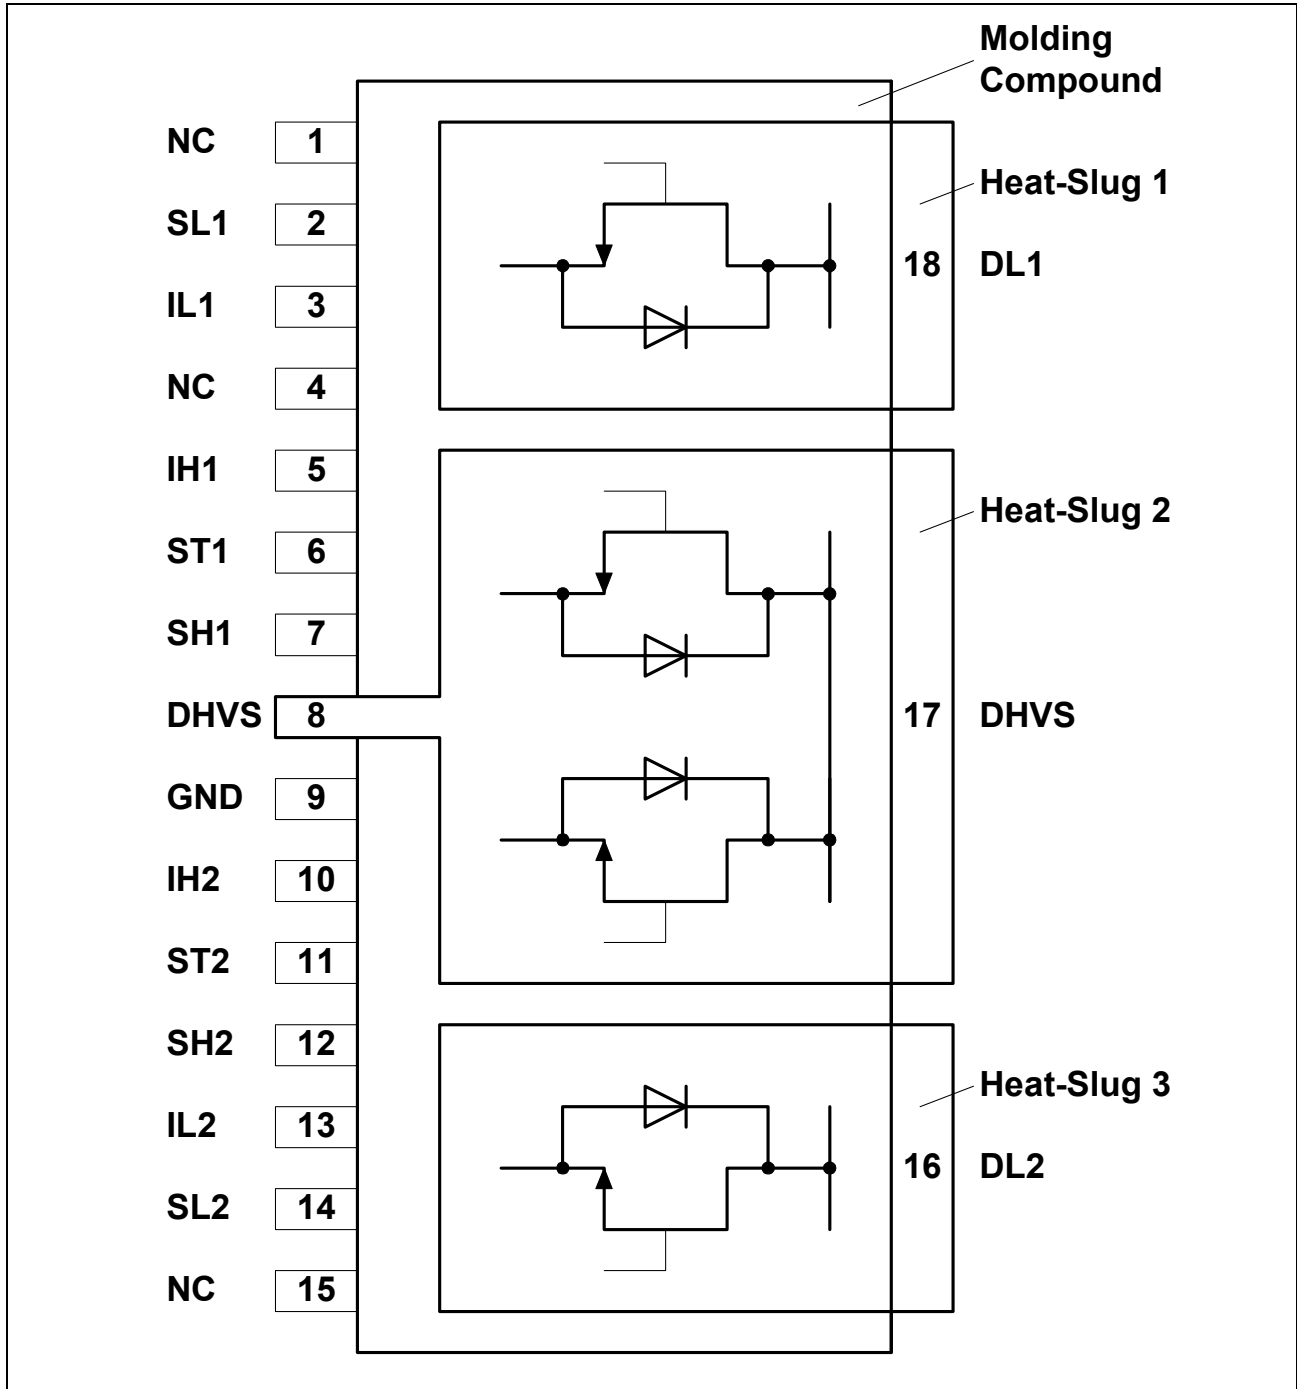 Molding
Compound
NC 1
SL1 2
IL1 3
NC 4
IH1 5
ST1 6
SH1 7
DHVS 8
GND 9
IH2 10
ST2 11
SH2 12
IL2 13
SL2 14
NC 15
Heat-Slug 1
18 DL1
Heat-Slug 2
17 DHVS
Heat-Slug 3
16 DL2